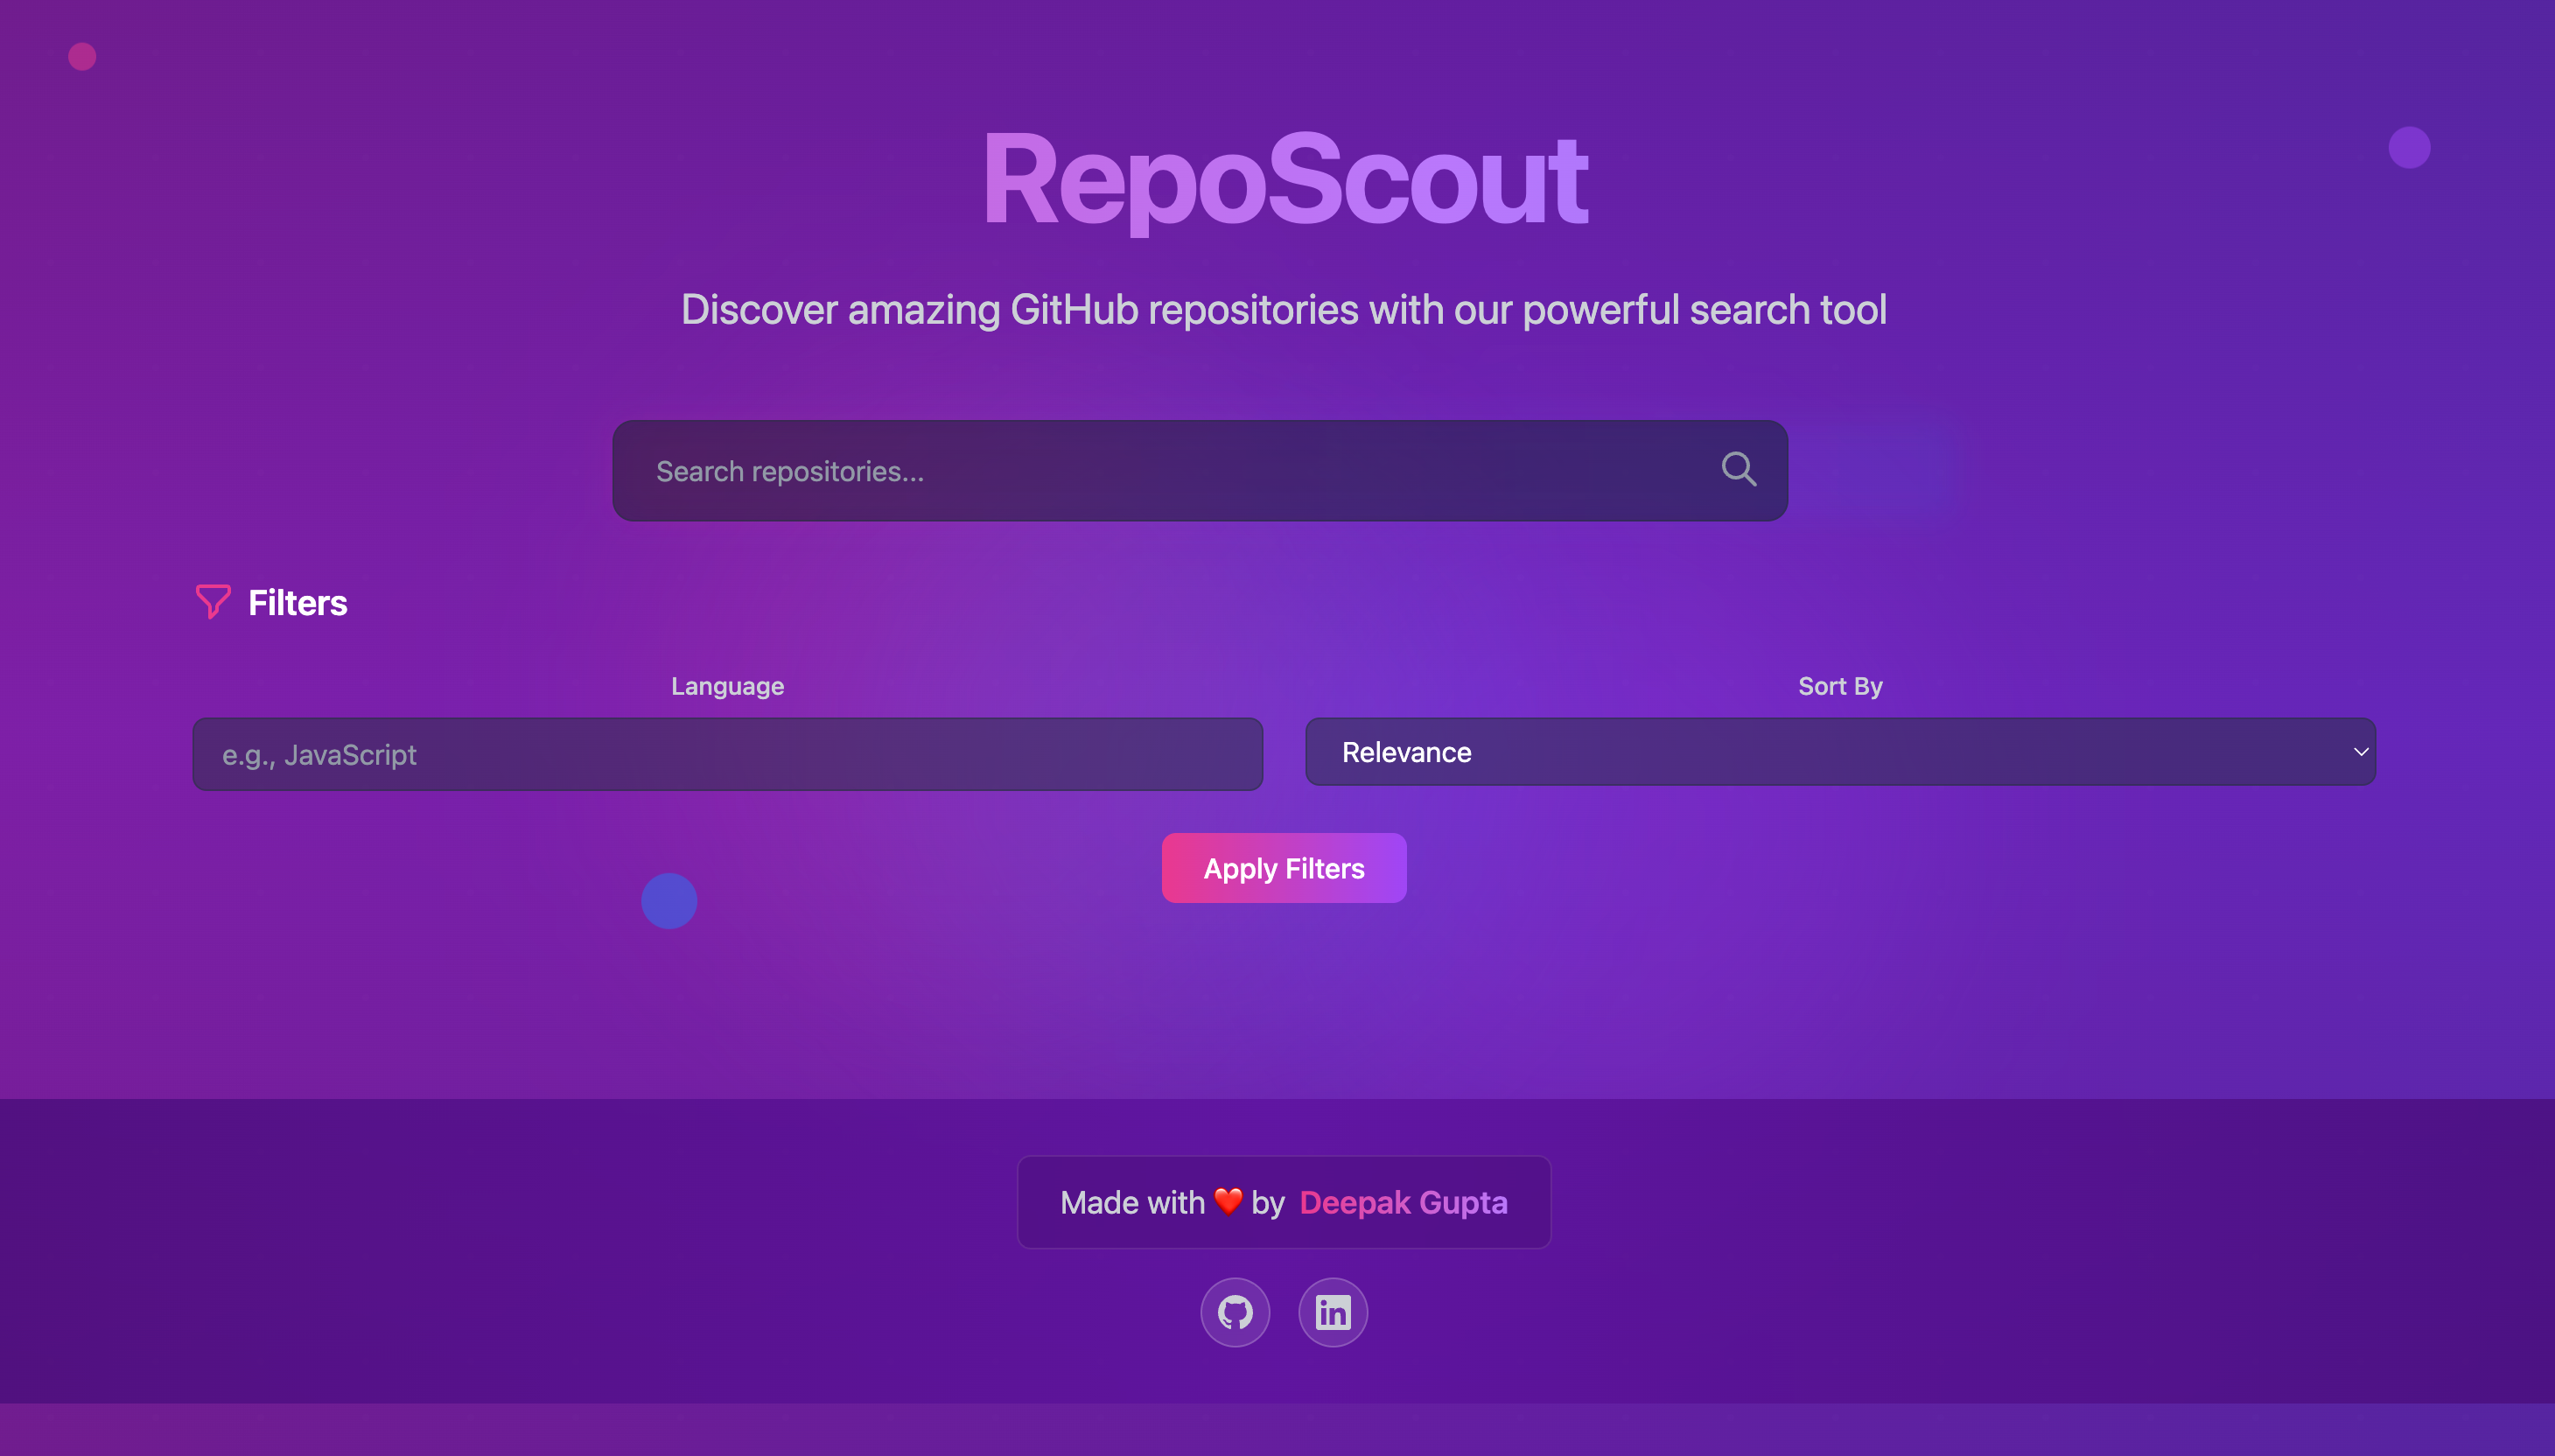 RepoScout
Discover amazing GitHub repositories with our powerful search tool
Search repositories...
Filters
Language
Sort By
e.g., JavaScript
Relevance
Apply Filters
Made with ❤️ by Deepak Gupta